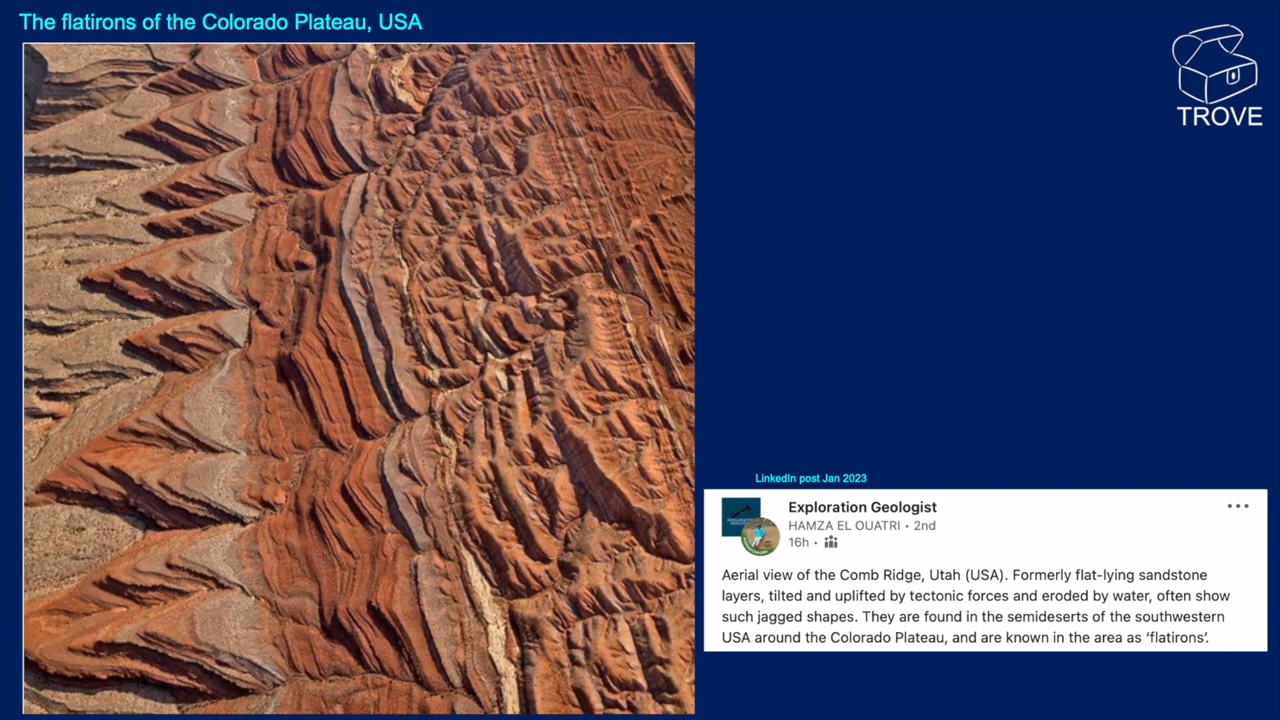 The flatirons of the Colorado Plateau, USA
TROVE
LinkedIn post Jan 2023
Exploration Geologist
HAMZA EL OUATRI • 2nd
16h •
Aerial view of the Comb Ridge, Utah (USA). Formerly flat-lying sandstone
layers, tilted and uplifted by tectonic forces and eroded by water, often show
such jagged shapes. They are found in the semideserts of the southwestern
USA around the Colorado Plateau, and are known in the area as ‘flatirons’.